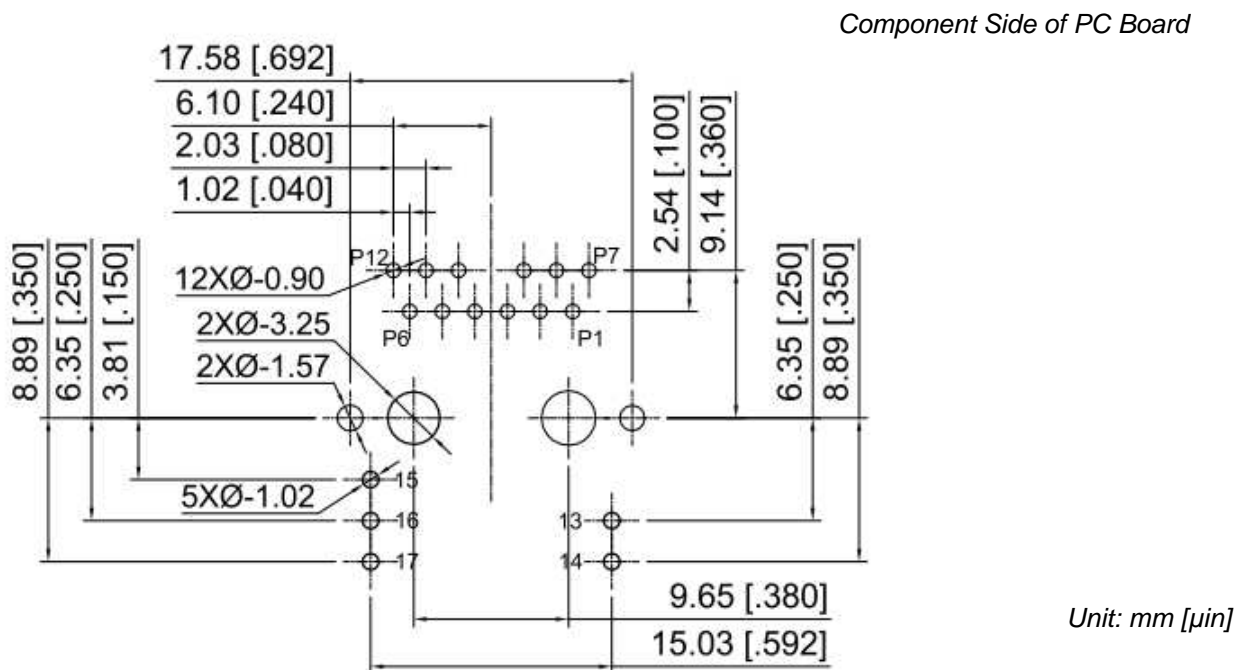 Component Side of PC Board
17.58 [.692]
6.10 [.240]
2.03 [.080]
1.02 [.040]
2.54 [.100]
9.14 [.360]
P12
P7
12XØ-0.90
2XØ-3.25
P6
P1
2XØ-1.57
8.89 [.350]
6.35 [.250]
3.81 [.150]
6.35 [.250]
8.89 [.350]
15
5XØ-1.02
16
13
17
14
9.65 [.380]
15.03 [.592]
Unit: mm [µin]